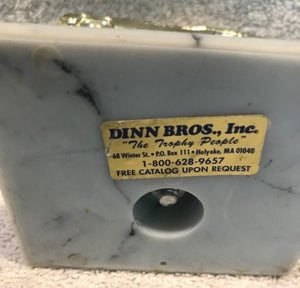 DINN BROS., Inc.
"The Trophy People"
68 Winter St. • P.O. Box 111 • Holyoke, MA 01040
1-800-628-9657
FREE CATALOG UPON REQUEST